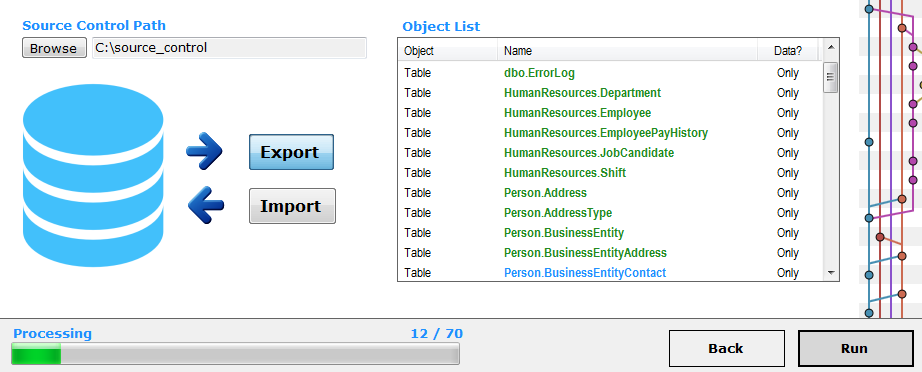 Source Control Path
Browse C:\source_control
Export
Import
Object List
Object Name Data?
Table dbo.ErrorLog Only
Table HumanResources.Department Only
Table HumanResources.Employee Only
Table HumanResources.EmployeePayHistory Only
Table HumanResources.JobCandidate Only
Table HumanResources.Shift Only
Table Person.Address Only
Table Person.AddressType Only
Table Person.BusinessEntity Only
Table Person.BusinessEntityAddress Only
Table Person.BusinessEntityContact Only
Processing 12 / 70
Back Run